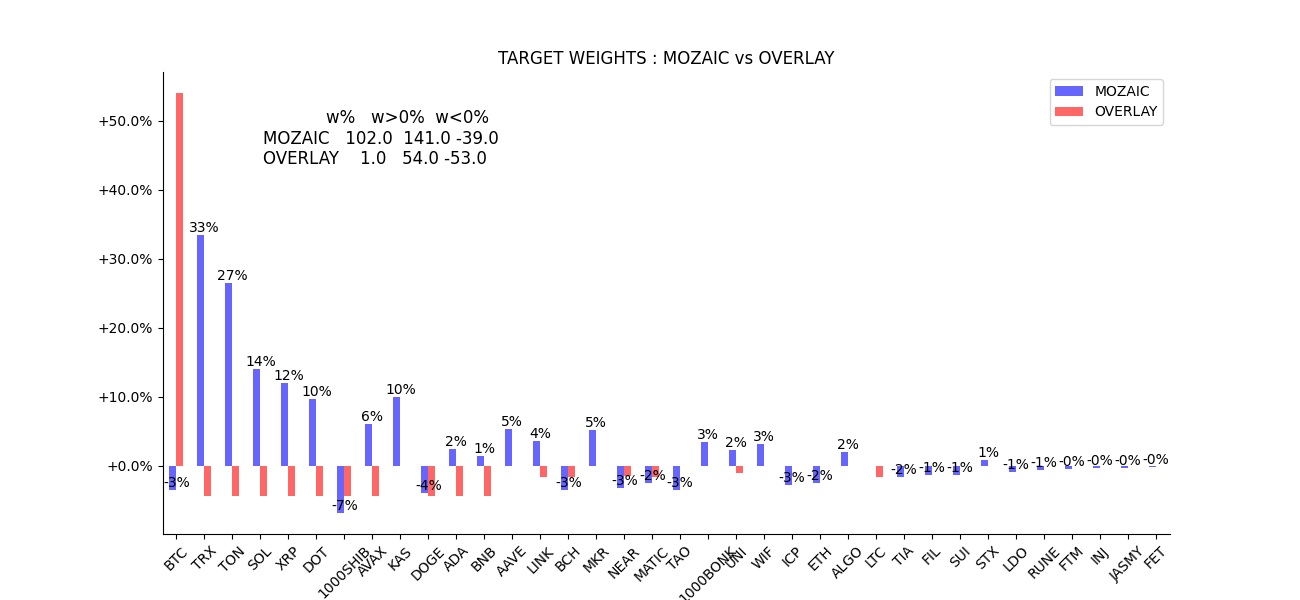 TARGET WEIGHTS : MOZAIC vs OVERLAY
MOZAIC
OVERLAY
w% w>0% w<0%
MOZAIC 102.0 141.0 -39.0
OVERLAY 1.0 54.0 -53.0
+50.0%
+40.0%
+30.0%
+20.0%
+10.0%
+0.0%
-3% 33% 27% 14% 12% 10% -7% 6% 10% -4% 2% 1% 5% 4% -3% 5% -3% -2% -3% 3% 2% 3% -3% -2% 2% -2% -1% -1% 1% -1% -1% -0% -0% -0% -0%
BTC TRX TON SOL XRP DOT 1000SHIB AVAX KAS DOGE ADA BNB AAVE LINK BCH MKR NEAR MATIC TAO 1000BONK UNI WIF ICP ETH ALGO LTC TIA FIL SUI STX LDO RUNE FTM INJ JASMY FET